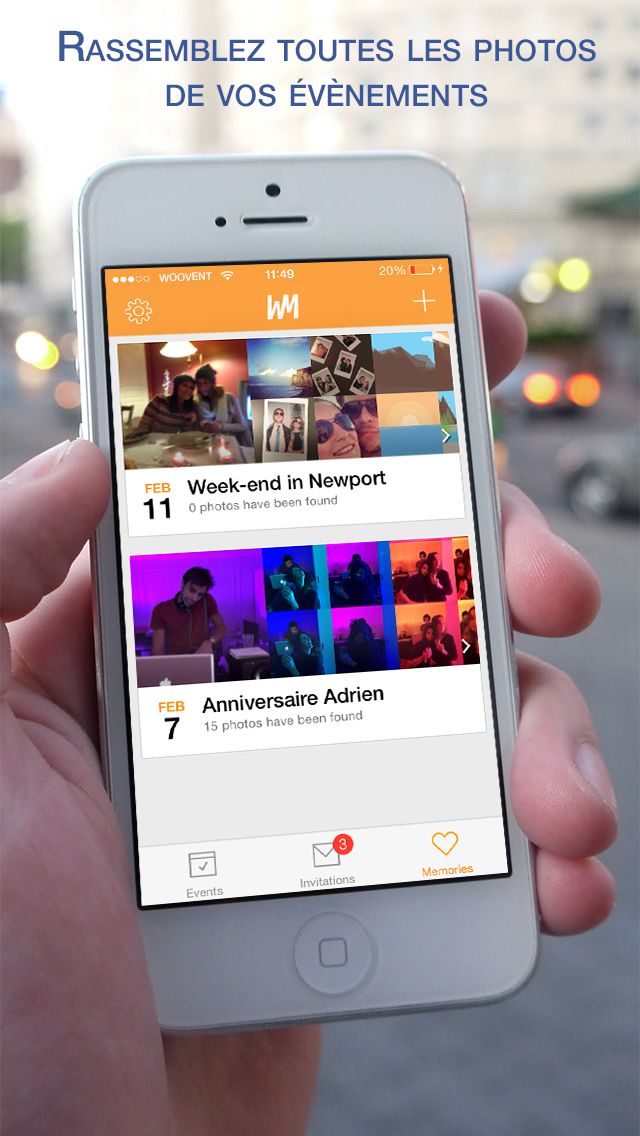 Rassemblez toutes les photos
de vos évènements
WOOVENT 11:49 20%
WM
Week-end in Newport
FEB
11
0 photos have been found
Anniversaire Adrien
FEB
7
15 photos have been found
3
Events Invitations Memories